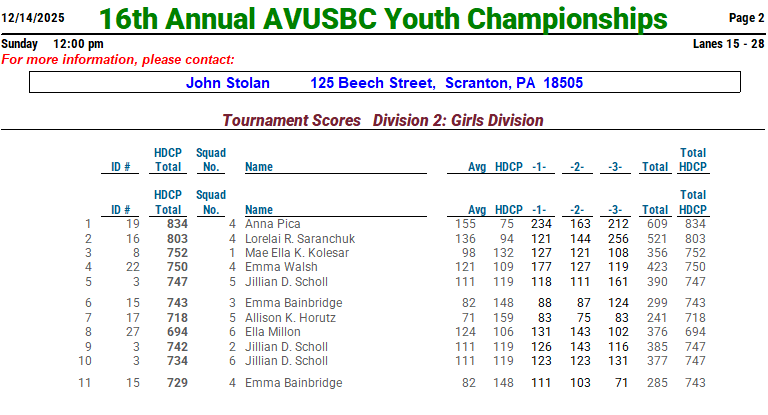 12/14/2025 16th Annual AVUSBC Youth Championships Page 2
Sunday 12:00 pm Lanes 15 - 28
For more information, please contact:
John Stolan 125 Beech Street, Scranton, PA 18505
Tournament Scores Division 2: Girls Division
HDCP Squad Total
ID # Total No. Name Avg HDCP -1- -2- -3- Total HDCP
HDCP Squad Total
ID # Total No. Name Avg HDCP -1- -2- -3- Total HDCP
1 19 834 4 Anna Pica 155 75 234 163 212 609 834
2 16 803 4 Lorelai R. Saranchuk 136 94 121 144 256 521 803
3 8 752 1 Mae Ella K. Kolesar 98 132 127 121 108 356 752
4 22 750 4 Emma Walsh 121 109 177 127 119 423 750
5 3 747 5 Jillian D. Scholl 111 119 118 111 161 390 747
6 15 743 3 Emma Bainbridge 82 148 88 87 124 299 743
7 17 718 5 Allison K. Horutz 71 159 83 75 83 241 718
8 27 694 6 Ella Millon 124 106 131 143 102 376 694
9 3 742 2 Jillian D. Scholl 111 119 126 143 116 385 747
10 3 734 6 Jillian D. Scholl 111 119 123 123 131 377 747
11 15 729 4 Emma Bainbridge 82 148 111 103 71 285 743